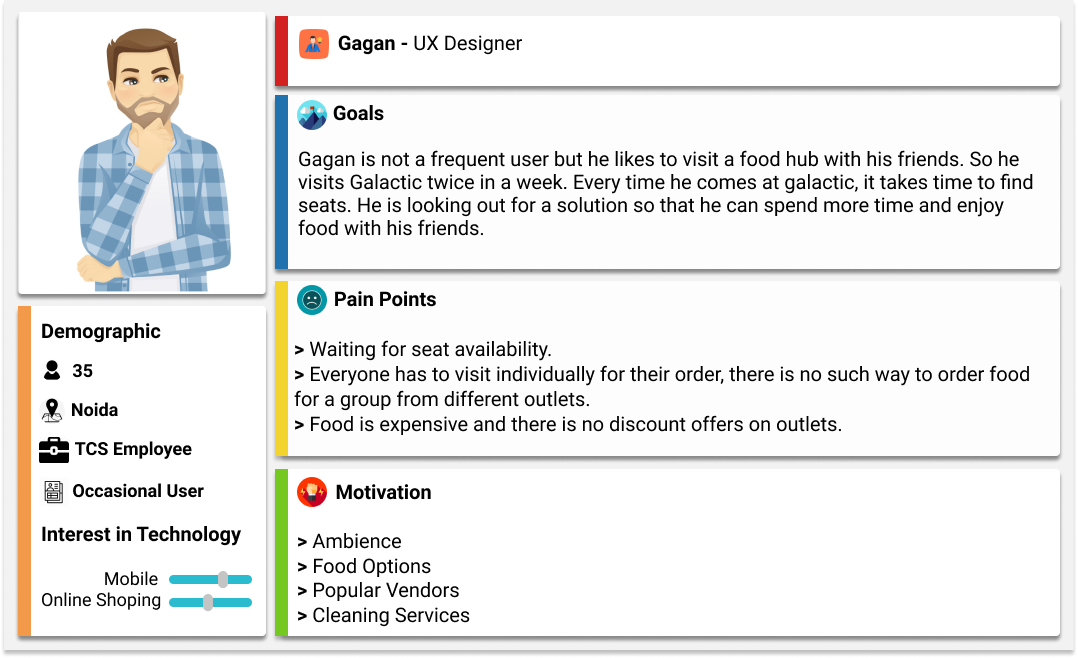 Gagan - UX Designer
Goals
Gagan is not a frequent user but he likes to visit a food hub with his friends. So he
visits Galactic twice in a week. Every time he comes at galactic, it takes time to find
seats. He is looking out for a solution so that he can spend more time and enjoy
food with his friends.
Pain Points
> Waiting for seat availability.
> Everyone has to visit individually for their order, there is no such way to order food
for a group from different outlets.
> Food is expensive and there is no discount offers on outlets.
Motivation
> Ambience
> Food Options
> Popular Vendors
> Cleaning Services
Demographic
35
Noida
TCS Employee
Occasional User
Interest in Technology
Mobile
Online Shoping